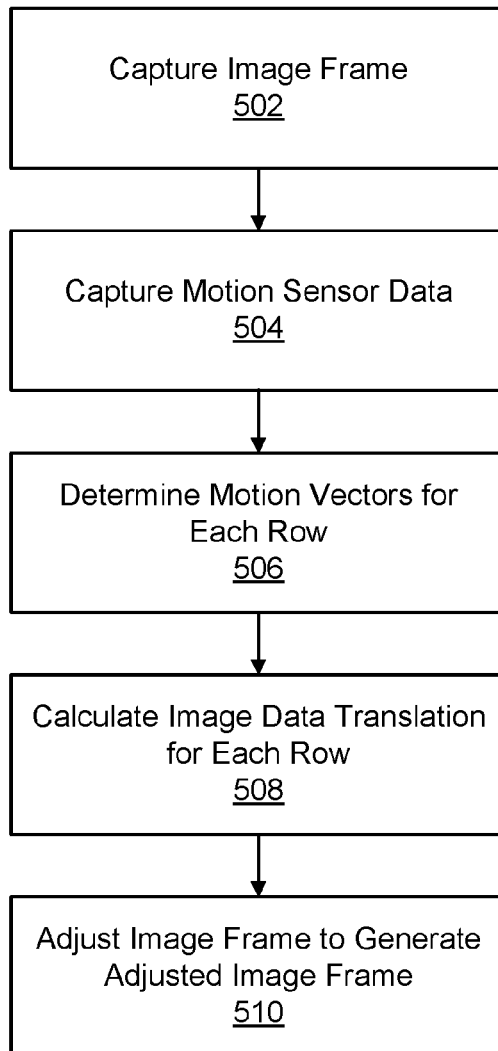 Capture Image Frame
502
Capture Motion Sensor Data
504
Determine Motion Vectors for
Each Row
506
Calculate Image Data Translation
for Each Row
508
Adjust Image Frame to Generate
Adjusted Image Frame
510